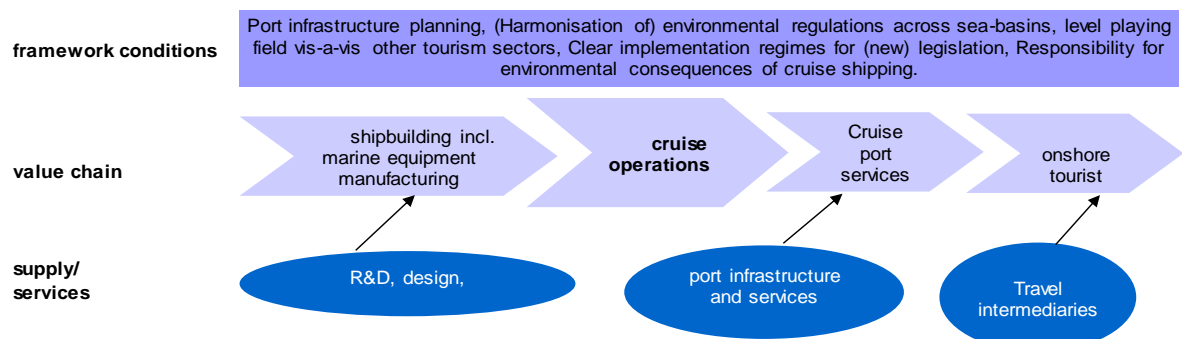 framework conditions
Port infrastructure planning, (Harmonisation of) environmental regulations across sea-basins, level playing
field vis-a-vis other tourism sectors, Clear implementation regimes for (new) legislation, Responsibility for
environmental consequences of cruise shipping.
value chain
shipbuilding incl.
marine equipment
manufacturing
cruise
operations
Cruise
port
services
onshore
tourist
supply/
services
R&D, design,
port infrastructure
and services
Travel
intermediaries